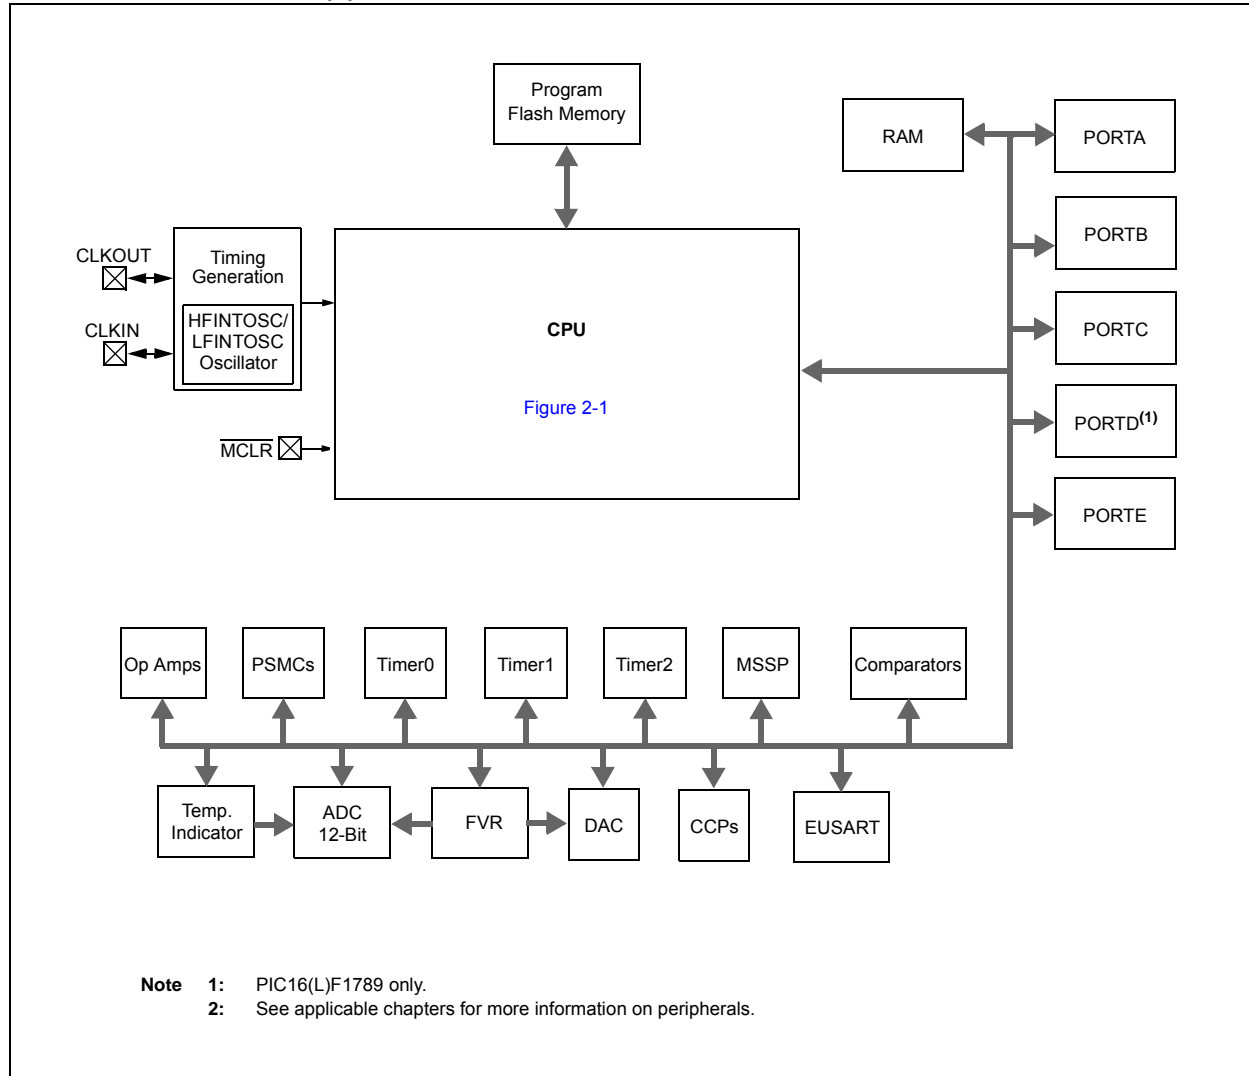 Program
Flash Memory
RAM
PORTA
PORTB
CLKOUT
Timing
Generation
HFINTOSC/
LFINTOSC
Oscillator
CLKIN
CPU
PORTC
Figure 2-1
PORTD(1)
MCLR
PORTE
Op Amps
PSMCs
Timer0
Timer1
Timer2
MSSP
Comparators
Temp.
Indicator
ADC
12-Bit
FVR
DAC
CCPs
EUSART
Note 1: PIC16(L)F1789 only.
2: See applicable chapters for more information on peripherals.